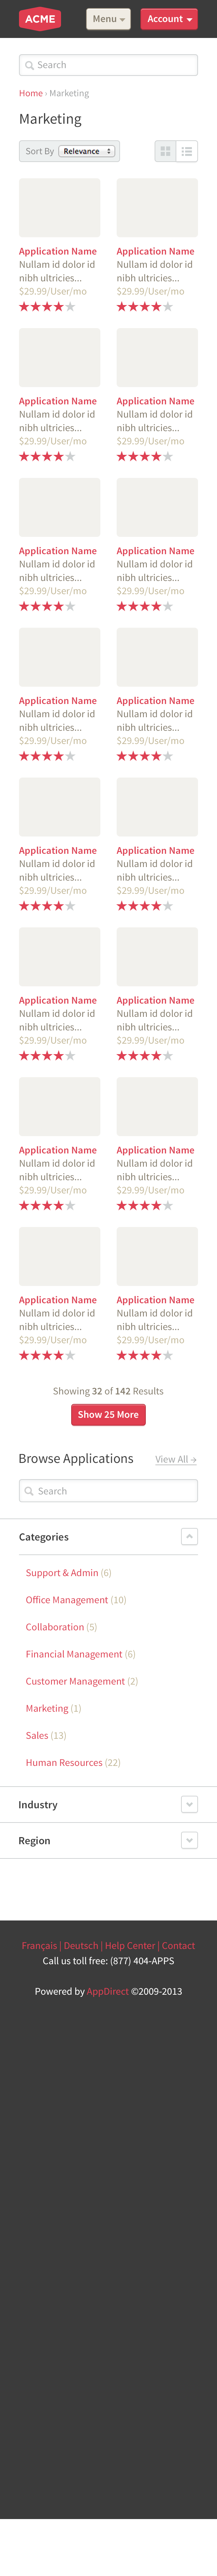 ACME Menu Account
Search
Home › Marketing
Marketing
Sort By Relevance
Application Name Application Name
Nullam id dolor id Nullam id dolor id
nibh ultricies... nibh ultricies...
$29.99/User/mo $29.99/User/mo
Application Name Application Name
Nullam id dolor id Nullam id dolor id
nibh ultricies... nibh ultricies...
$29.99/User/mo $29.99/User/mo
Application Name Application Name
Nullam id dolor id Nullam id dolor id
nibh ultricies... nibh ultricies...
$29.99/User/mo $29.99/User/mo
Application Name Application Name
Nullam id dolor id Nullam id dolor id
nibh ultricies... nibh ultricies...
$29.99/User/mo $29.99/User/mo
Application Name Application Name
Nullam id dolor id Nullam id dolor id
nibh ultricies... nibh ultricies...
$29.99/User/mo $29.99/User/mo
Application Name Application Name
Nullam id dolor id Nullam id dolor id
nibh ultricies... nibh ultricies...
$29.99/User/mo $29.99/User/mo
Application Name Application Name
Nullam id dolor id Nullam id dolor id
nibh ultricies... nibh ultricies...
$29.99/User/mo $29.99/User/mo
Application Name Application Name
Nullam id dolor id Nullam id dolor id
nibh ultricies... nibh ultricies...
$29.99/User/mo $29.99/User/mo
Showing 32 of 142 Results
Show 25 More
Browse Applications View All →
Search
Categories
Support & Admin (6)
Office Management (10)
Collaboration (5)
Financial Management (6)
Customer Management (2)
Marketing (1)
Sales (13)
Human Resources (22)
Industry
Region
Français | Deutsch | Help Center | Contact
Call us toll free: (877) 404-APPS
Powered by AppDirect ©2009-2013